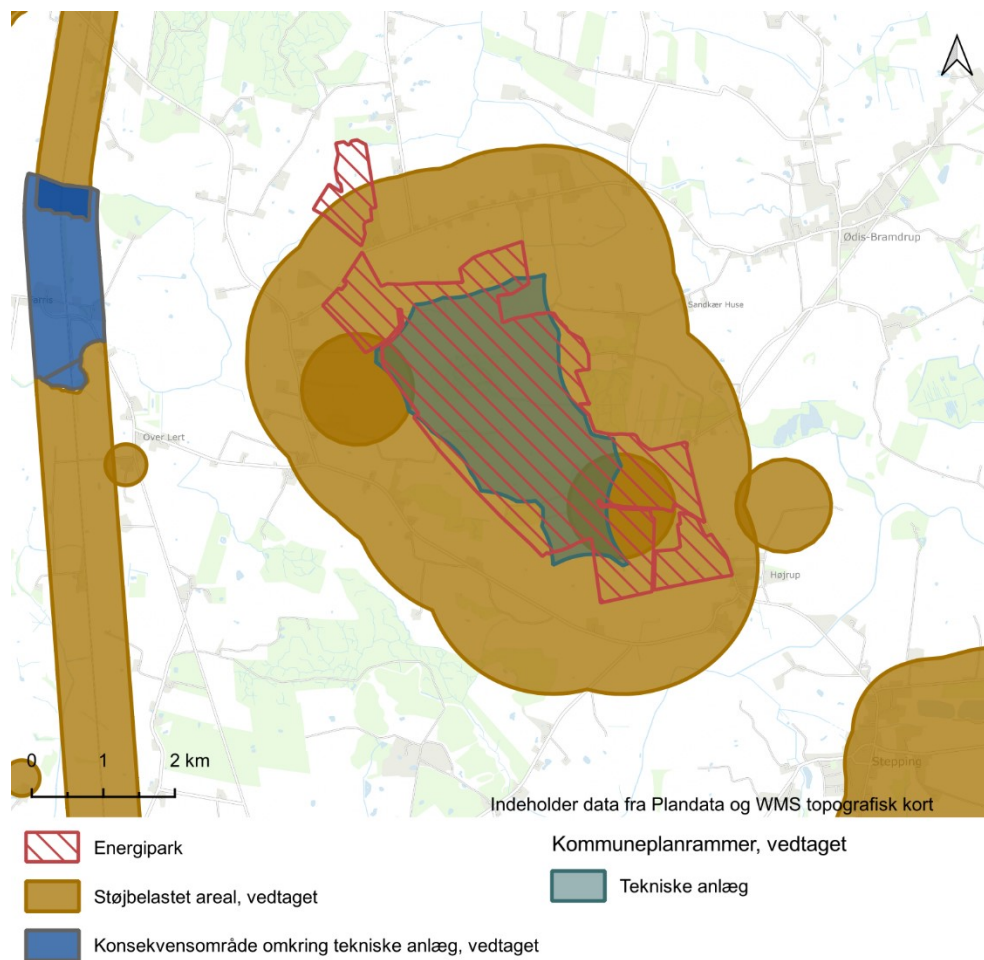 Ødis-Bramdrup
Sandkær Huse
Over Lert
Højrup
Stepping
0 1 2 km
Indeholder data fra Plandata og WMS topografisk kort
Energipark
Kommuneplanrammer, vedtaget
Støjbelastet areal, vedtaget
Tekniske anlæg
Konsekvensområde omkring tekniske anlæg, vedtaget